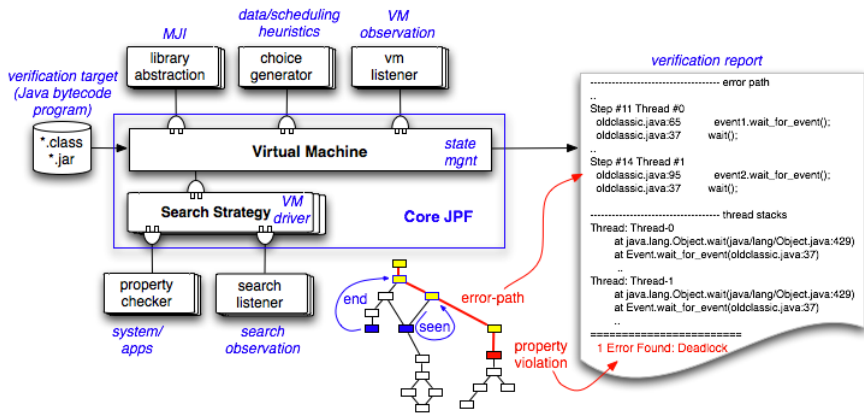 data/scheduling
heuristics
VM
observation
MJI
verification report
library
abstraction
choice
generator
vm
listener
verification target
(Java bytecode
program)
*.class
*.jar
Virtual Machine
state
mgnt
Search Strategy
VM
driver
Core JPF
property
checker
search
listener
system/
apps
search
observation
end
seen
error-path
property
violation
------------------------------------ error path
..
Step #11 Thread #0
oldclassic.java:65 event1.wait_for_event();
oldclassic.java:37 wait();
..
Step #14 Thread #1
oldclassic.java:95 event2.wait_for_event();
oldclassic.java:37 wait();
------------------------------------ thread stacks
Thread: Thread-0
at java.lang.Object.wait(java/lang/Object.java:429)
at Event.wait_for_event(oldclassic.java:37)
..
Thread: Thread-1
at java.lang.Object.wait(java/lang/Object.java:429)
at Event.wait_for_event(oldclassic.java:37)
..
========================
1 Error Found: Deadlock